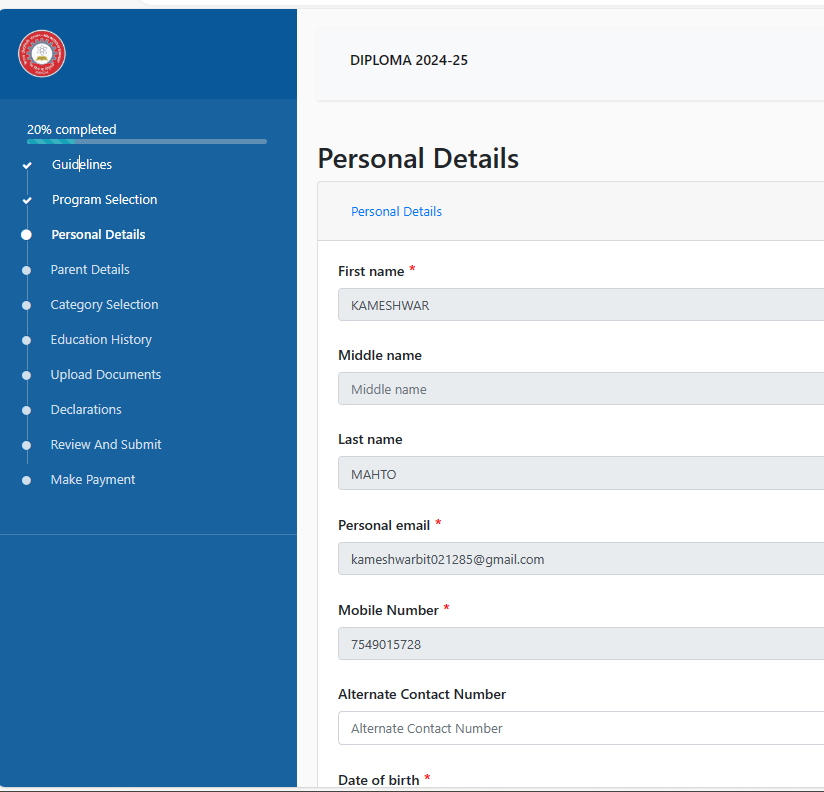 DIPLOMA 2024-25
20% completed
Guidelines
Program Selection
Personal Details
Parent Details
Category Selection
Education History
Upload Documents
Declarations
Review And Submit
Make Payment
Personal Details
Personal Details
First name *
KAMESHWAR
Middle name
Middle name
Last name
MAHTO
Personal email *
kameshwarbit021285@gmail.com
Mobile Number *
7549015728
Alternate Contact Number
Alternate Contact Number
Date of birth *